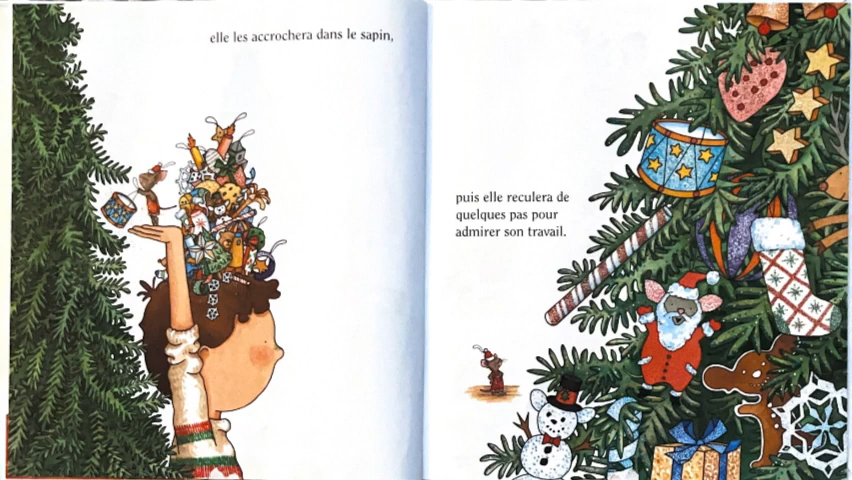 elle les accrochera dans le sapin,
puis elle reculera de
quelques pas pour
admirer son travail.